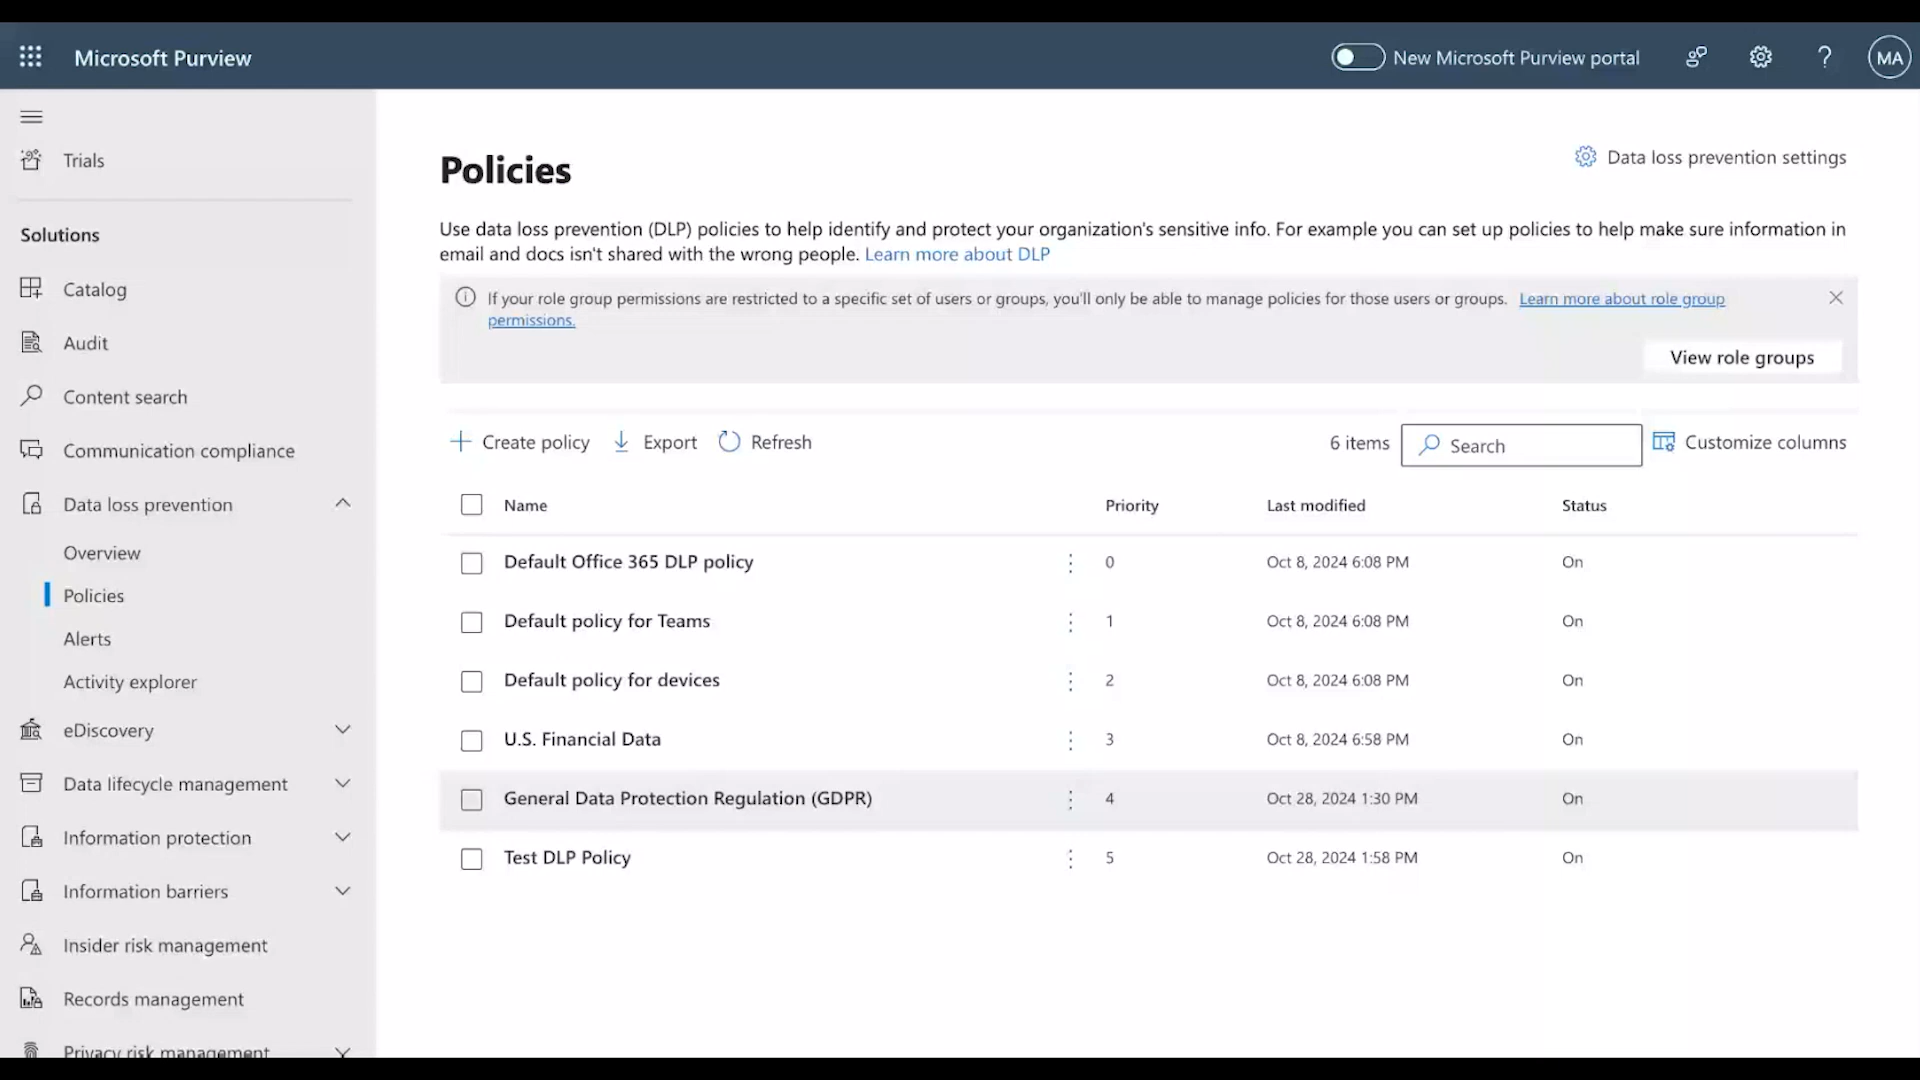 Microsoft Purview
New Microsoft Purview portal
?
MA
Trials
Solutions
Catalog
Audit
Content search
Communication compliance
Data loss prevention
Overview
Policies
Alerts
Activity explorer
eDiscovery
Data lifecycle management
Information protection
Information barriers
Insider risk management
Records management
Privacy risk management
Policies
Data loss prevention settings
Use data loss prevention (DLP) policies to help identify and protect your organization's sensitive info. For example you can set up policies to help make sure information in
email and docs isn't shared with the wrong people. Learn more about DLP
If your role group permissions are restricted to a specific set of users or groups, you'll only be able to manage policies for those users or groups. Learn more about role group
permissions.
View role groups
Create policy Export Refresh 6 items Search Customize columns
Name Priority Last modified Status
Default Office 365 DLP policy 0 Oct 8, 2024 6:08 PM On
Default policy for Teams 1 Oct 8, 2024 6:08 PM On
Default policy for devices 2 Oct 8, 2024 6:08 PM On
U.S. Financial Data 3 Oct 8, 2024 6:58 PM On
General Data Protection Regulation (GDPR) 4 Oct 28, 2024 1:30 PM On
Test DLP Policy 5 Oct 28, 2024 1:58 PM On